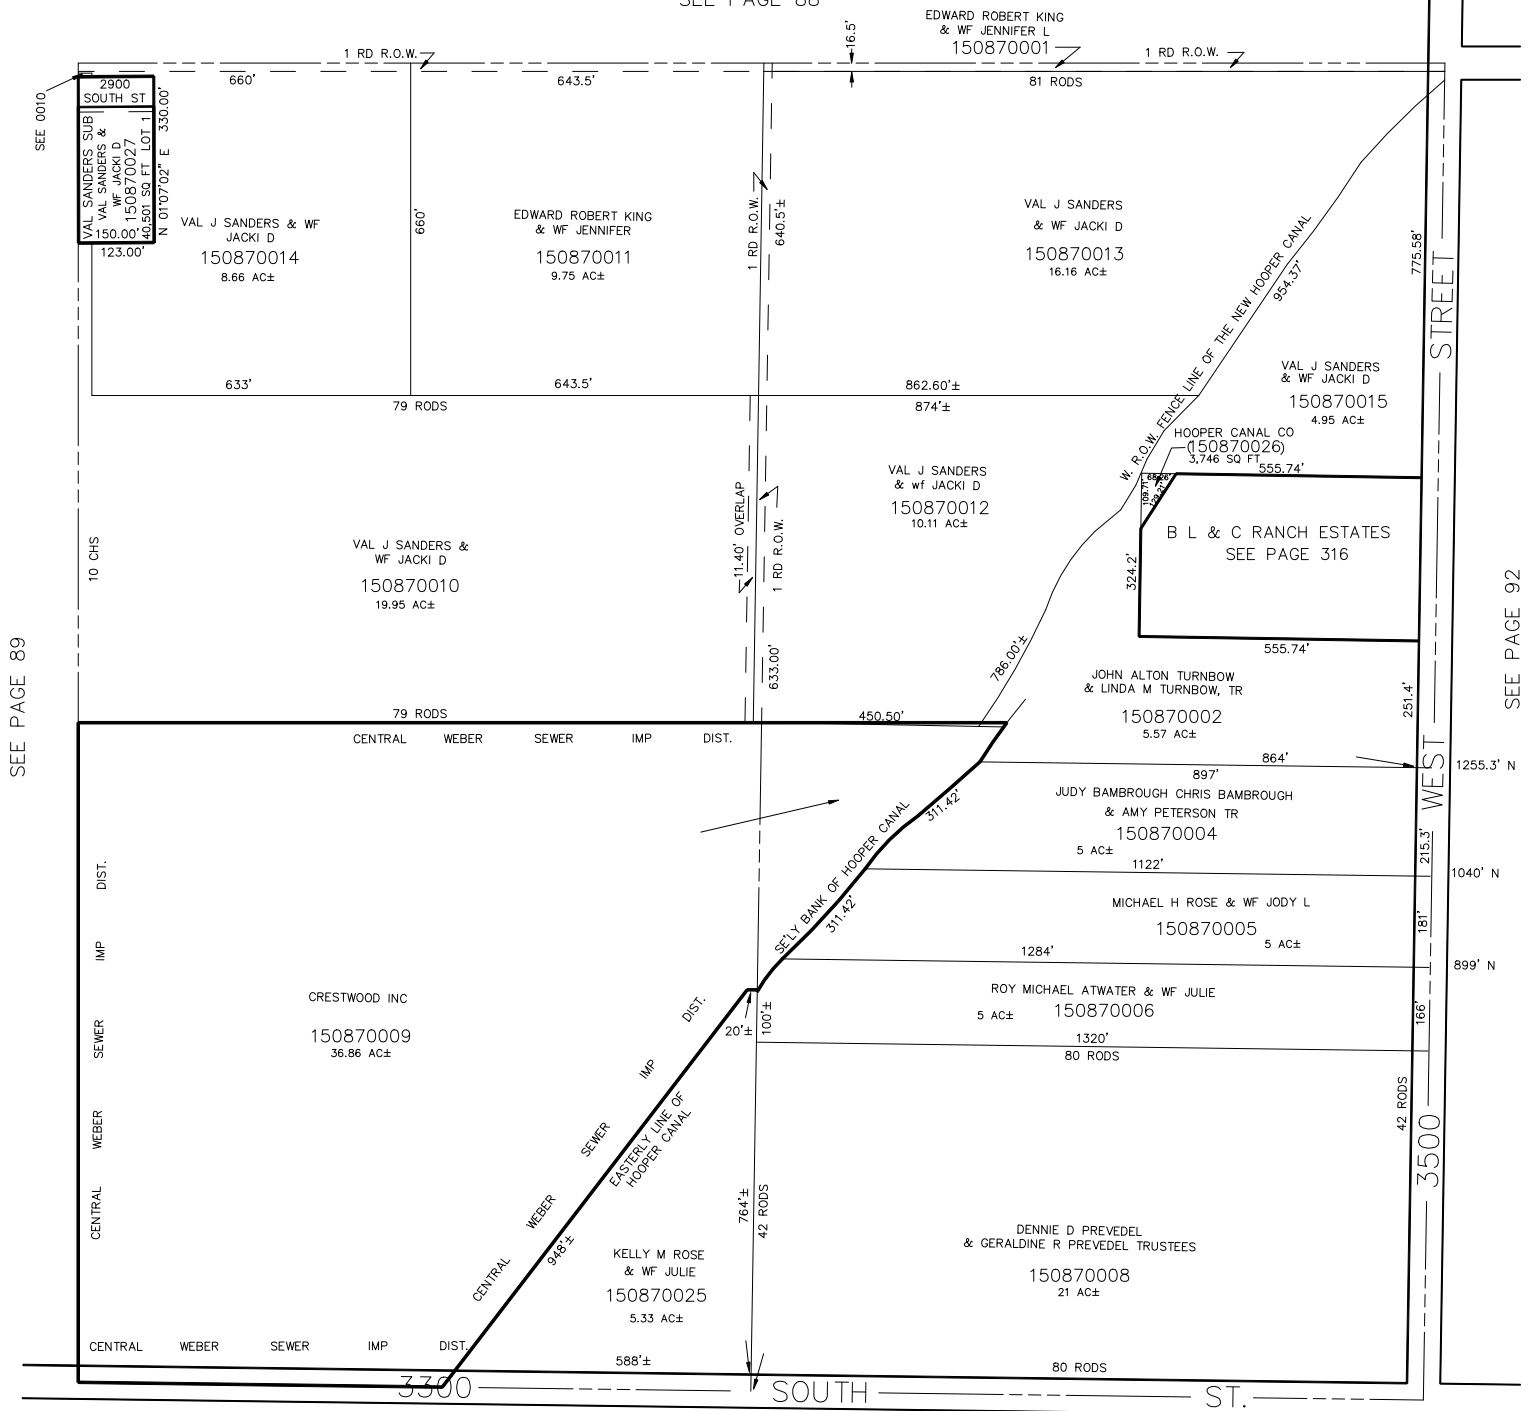 SEE PAGE 88
EDWARD ROBERT KING
& WF JENNIFER L
150870001
16.5'
1 RD R.O.W.
1 RD R.O.W.
660'
643.5'
81 RODS
SEE 0010
2900
SOUTH ST
VAL SANDERS SUB
VAL SANDERS &
WF JACKI D
150870027
40,501 SQ FT LOT 1
N 01°07'02" E 330.00'
150.00'
123.00'
VAL J SANDERS & WF
JACKI D
150870014
8.66 AC±
660'
EDWARD ROBERT KING
& WF JENNIFER
150870011
9.75 AC±
1 RD R.O.W.
640.5'±
VAL J SANDERS
& WF JACKI D
150870013
16.16 AC±
W. R.O.W. FENCE LINE OF THE NEW HOOPER CANAL
954.37'
775.58'
STREET
633'
643.5'
862.60'±
79 RODS
874'±
VAL J SANDERS
& WF JACKI D
150870015
4.95 AC±
HOOPER CANAL CO
(150870026)
3,746 SQ FT
555.74'
109.71'
129.21'
VAL J SANDERS
& wf JACKI D
150870012
10.11 AC±
11.40' OVERLAP
1 RD R.O.W.
B L & C RANCH ESTATES
SEE PAGE 316
324.2'
555.74'
10 CHS
VAL J SANDERS &
WF JACKI D
150870010
19.95 AC±
SEE PAGE 89
SEE PAGE 92
633.00'
786.00'±
JOHN ALTON TURNBOW
& LINDA M TURNBOW, TR
150870002
5.57 AC±
251.4'
79 RODS
450.50'
CENTRAL WEBER SEWER IMP DIST.
864'
897'
1255.3' N
WEST
JUDY BAMBROUGH CHRIS BAMBROUGH
& AMY PETERSON TR
150870004
5 AC±
311.42'
SE'LY BANK OF HOOPER CANAL
311.42'
215.3'
1122'
1040' N
MICHAEL H ROSE & WF JODY L
150870005
5 AC±
181'
1284'
899' N
ROY MICHAEL ATWATER & WF JULIE
5 AC±
150870006
166'
20'±
100'±
1320'
80 RODS
CRESTWOOD INC
150870009
36.86 AC±
CENTRAL WEBER SEWER IMP DIST.
CENTRAL WEBER SEWER IMP DIST.
EASTERLY LINE OF
HOOPER CANAL
948'±
764'±
42 RODS
42 RODS
3500
DENNIE D PREVEDEL
& GERALDINE R PREVEDEL TRUSTEES
150870008
21 AC±
KELLY M ROSE
& WF JULIE
150870025
5.33 AC±
CENTRAL WEBER SEWER IMP DIST.
588'±
80 RODS
3300 SOUTH ST.